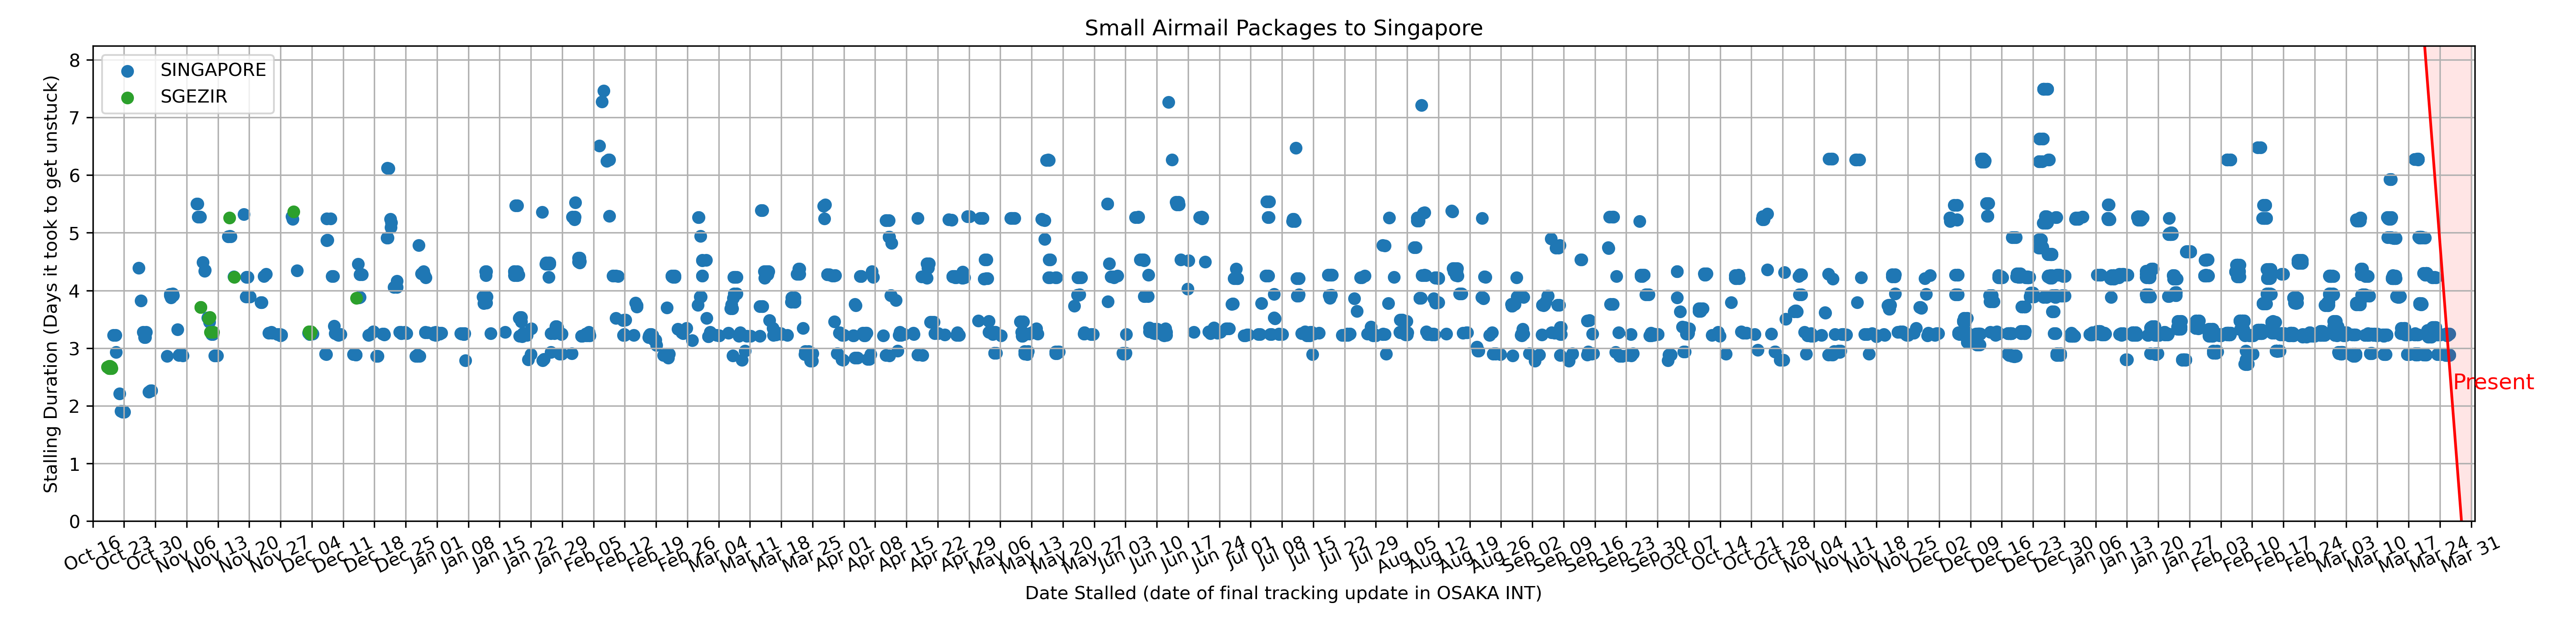 Small Airmail Packages to Singapore
SINGAPORE
SGEZIR
8
7
6
5
4
3
2
1
0
Stalling Duration (Days it took to get unstuck)
Present
Oct 16
Oct 23
Oct 30
Nov 06
Nov 13
Nov 20
Nov 27
Dec 04
Dec 11
Dec 18
Dec 25
Jan 01
Jan 08
Jan 15
Jan 22
Jan 29
Feb 05
Feb 12
Feb 19
Feb 26
Mar 04
Mar 11
Mar 18
Mar 25
Apr 01
Apr 08
Apr 15
Apr 22
Apr 29
May 06
May 13
May 20
May 27
Jun 03
Jun 10
Jun 17
Jun 24
Jul 01
Jul 08
Jul 15
Jul 22
Jul 29
Aug 05
Aug 12
Aug 19
Aug 26
Sep 02
Sep 09
Sep 16
Sep 23
Sep 30
Oct 07
Oct 14
Oct 21
Oct 28
Nov 04
Nov 11
Nov 18
Nov 25
Dec 02
Dec 09
Dec 16
Dec 23
Dec 30
Jan 06
Jan 13
Jan 20
Jan 27
Feb 03
Feb 10
Feb 17
Feb 24
Mar 03
Mar 10
Mar 17
Mar 24
Mar 31
Date Stalled (date of final tracking update in OSAKA INT)